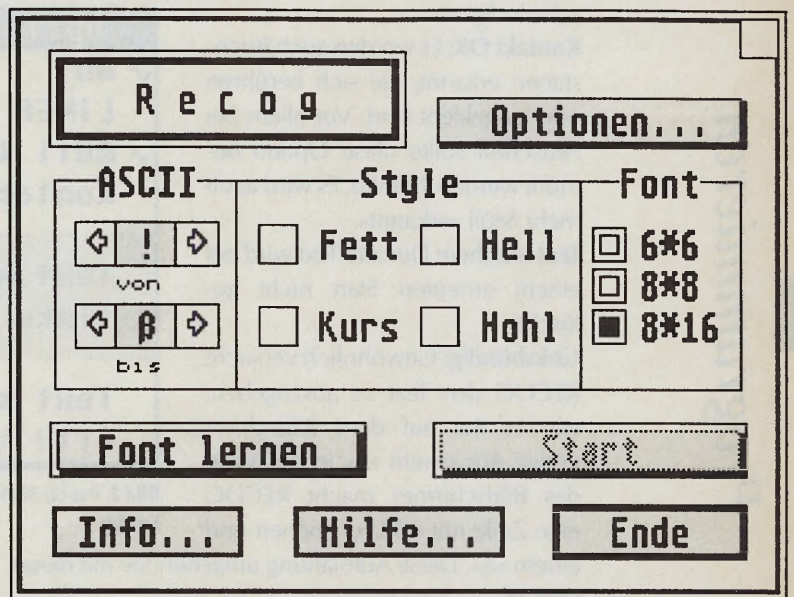 ReCog
Optionen...
ASCII Style Font
! Fett Hel 6*6
von 8*8
β Kurs Hohl 8*16
bis
Font lernen Start
Info... Hilfe... Ende